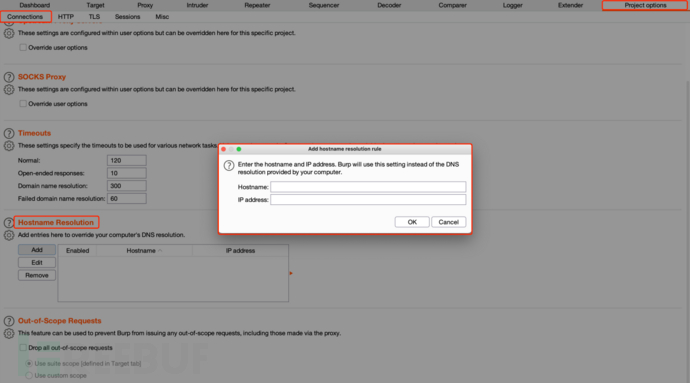 Dashboard Target Proxy Intruder Repeater Sequencer Decoder Comparer Logger Extender Project options
Connections HTTP TLS Sessions Misc
These settings are configured within user options but can be overridden here for this specific project.
Override user options
SOCKS Proxy
These settings are configured within user options but can be overridden here for this specific project.
Override user options
Timeouts
These settings specify the timeouts to be used for various network tasks
Normal: 120
Open-ended responses: 10
Domain name resolution: 300
Failed domain name resolution: 60
Add hostname resolution rule
Enter the hostname and IP address. Burp will use this setting instead of the DNS
resolution provided by your computer.
Hostname:
IP address:
OK Cancel
Hostname Resolution
Add entries here to override your computer's DNS resolution.
Add Enabled Hostname IP address
Edit
Remove
Out-of-Scope Requests
This feature can be used to prevent Burp from issuing any out-of-scope requests, including those made via the proxy.
Drop all out-of-scope requests
Use suite scope [defined in Target tab]
Use custom scope